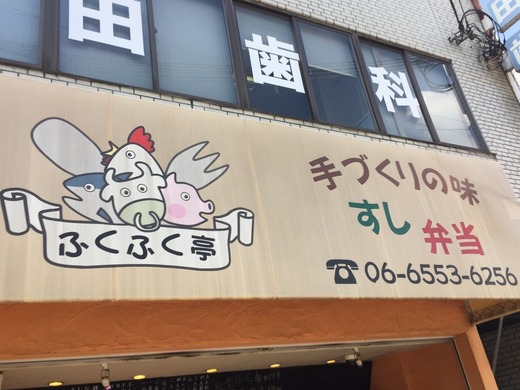 田歯科
ふくふく亭
手づくりの味
すし 弁当
☎06-6553-6256